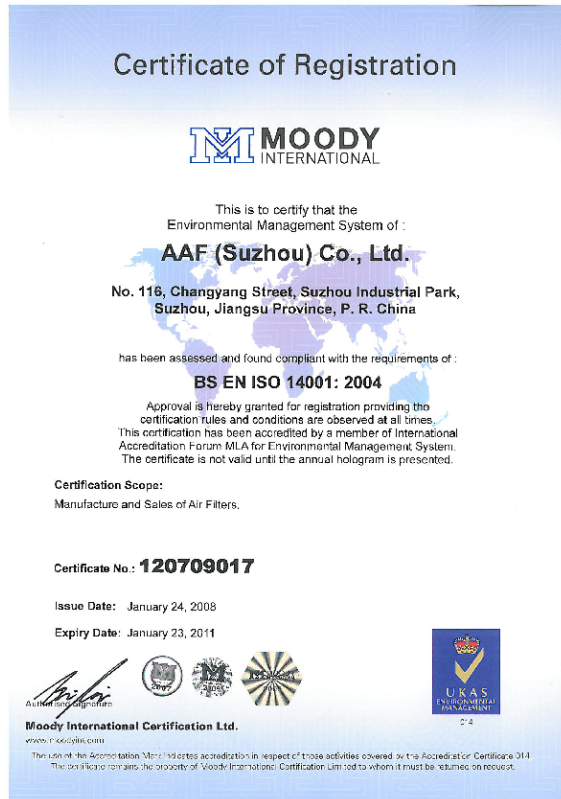 Certificate of Registration
MOODY
INTERNATIONAL
This is to certify that the
Environmental Management System of :
AAF (Suzhou) Co., Ltd.
No. 116, Changyang Street, Suzhou Industrial Park,
Suzhou, Jiangsu Province, P. R. China
has been assessed and found compliant with the requirements of :
BS EN ISO 14001: 2004
Approval is hereby granted for registration providing the
certification rules and conditions are observed at all times.
This certification has been accredited by a member of International
Accreditation Forum MLA for Environmental Management System.
The certificate is not valid until the annual hologram is presented.
Certification Scope:
Manufacture and Sales of Air Filters.
Certificate No.: 120709017
Issue Date: January 24, 2008
Expiry Date: January 23, 2011
2007
Authorised Signature
UKAS
ENVIRONMENTAL
MANAGEMENT
014
Moody International Certification Ltd.
www.moodyint.com
The use of the Accreditation Mark indicates accreditation in respect of those activities covered by the Accreditation Certificate 014.
The certificate remains the property of Moody International Certification Limited to whom it must be returned on request.